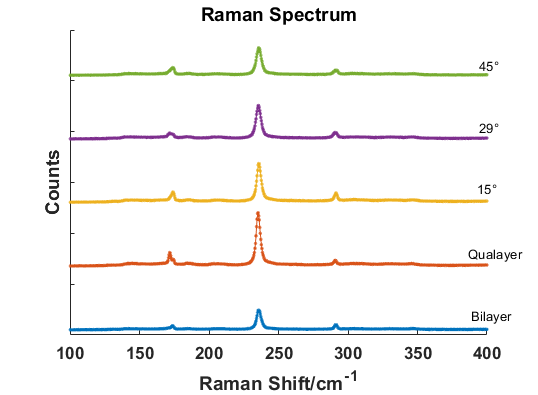 Raman Spectrum
45°
29°
15°
Qualayer
Bilayer
Counts
100 150 200 250 300 350 400
Raman Shift/cm⁻¹